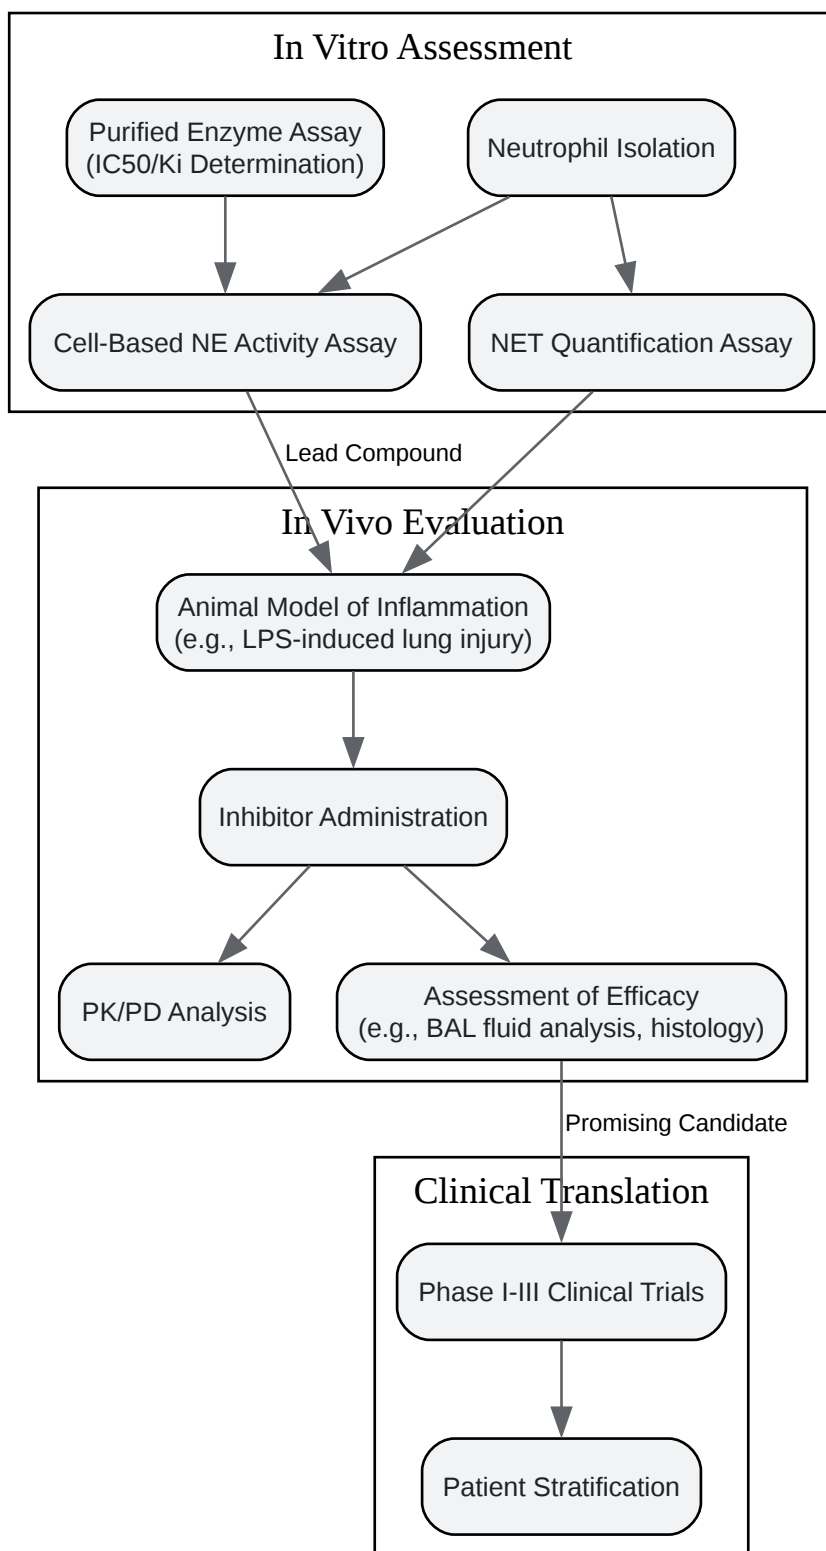 In Vitro Assessment
Purified Enzyme Assay
(IC50/Ki Determination)
Neutrophil Isolation
Cell-Based NE Activity Assay
NET Quantification Assay
Lead Compound
In Vivo Evaluation
Animal Model of Inflammation
(e.g., LPS-induced lung injury)
Inhibitor Administration
PK/PD Analysis
Assessment of Efficacy
(e.g., BAL fluid analysis, histology)
Promising Candidate
Clinical Translation
Phase I-III Clinical Trials
Patient Stratification